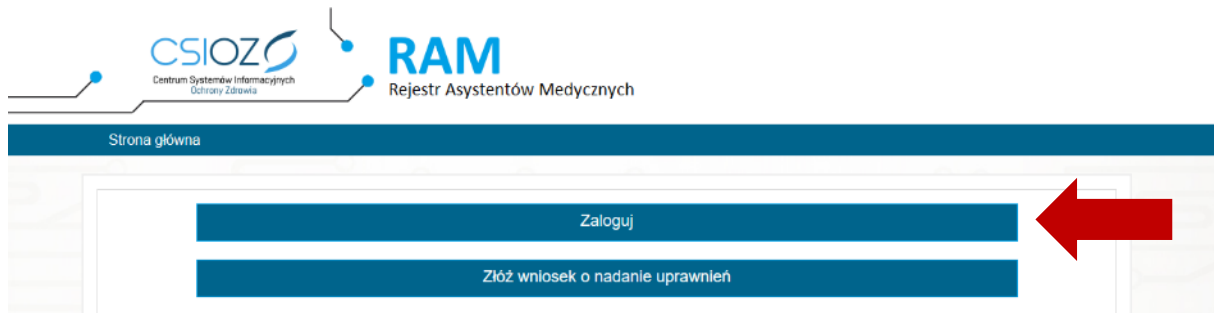 CSIOZ
Centrum Systemów Informacyjnych
Ochrony Zdrowia
RAM
Rejestr Asystentów Medycznych
Strona główna
Zaloguj
Złóż wniosek o nadanie uprawnień